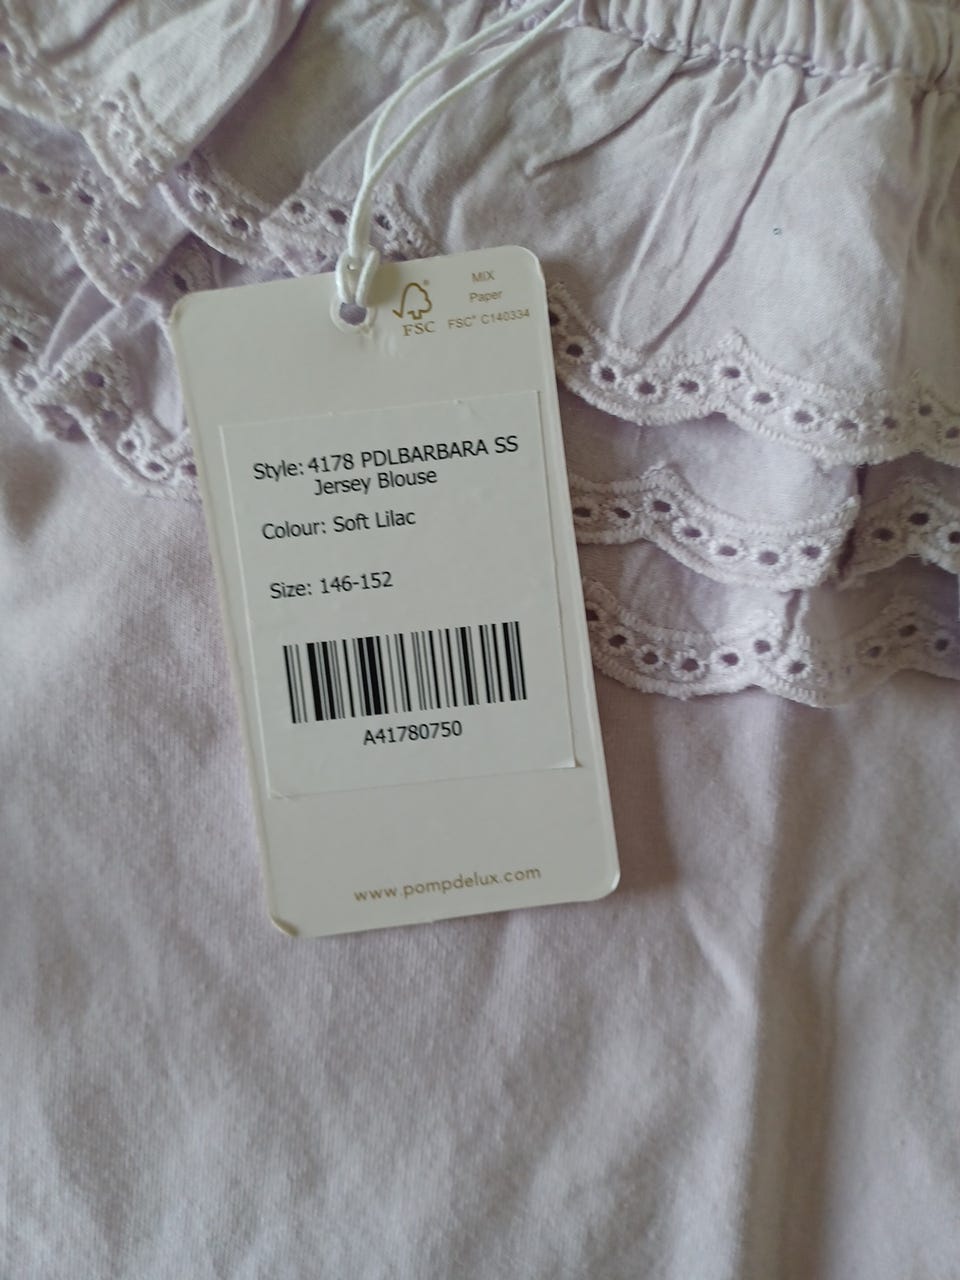 FSC®
MIX
Paper
FSC® C140334
Style: 4178 PDLBARBARA SS
Jersey Blouse
Colour: Soft Lilac
Size: 146-152
A41780750
www.pompdelux.com